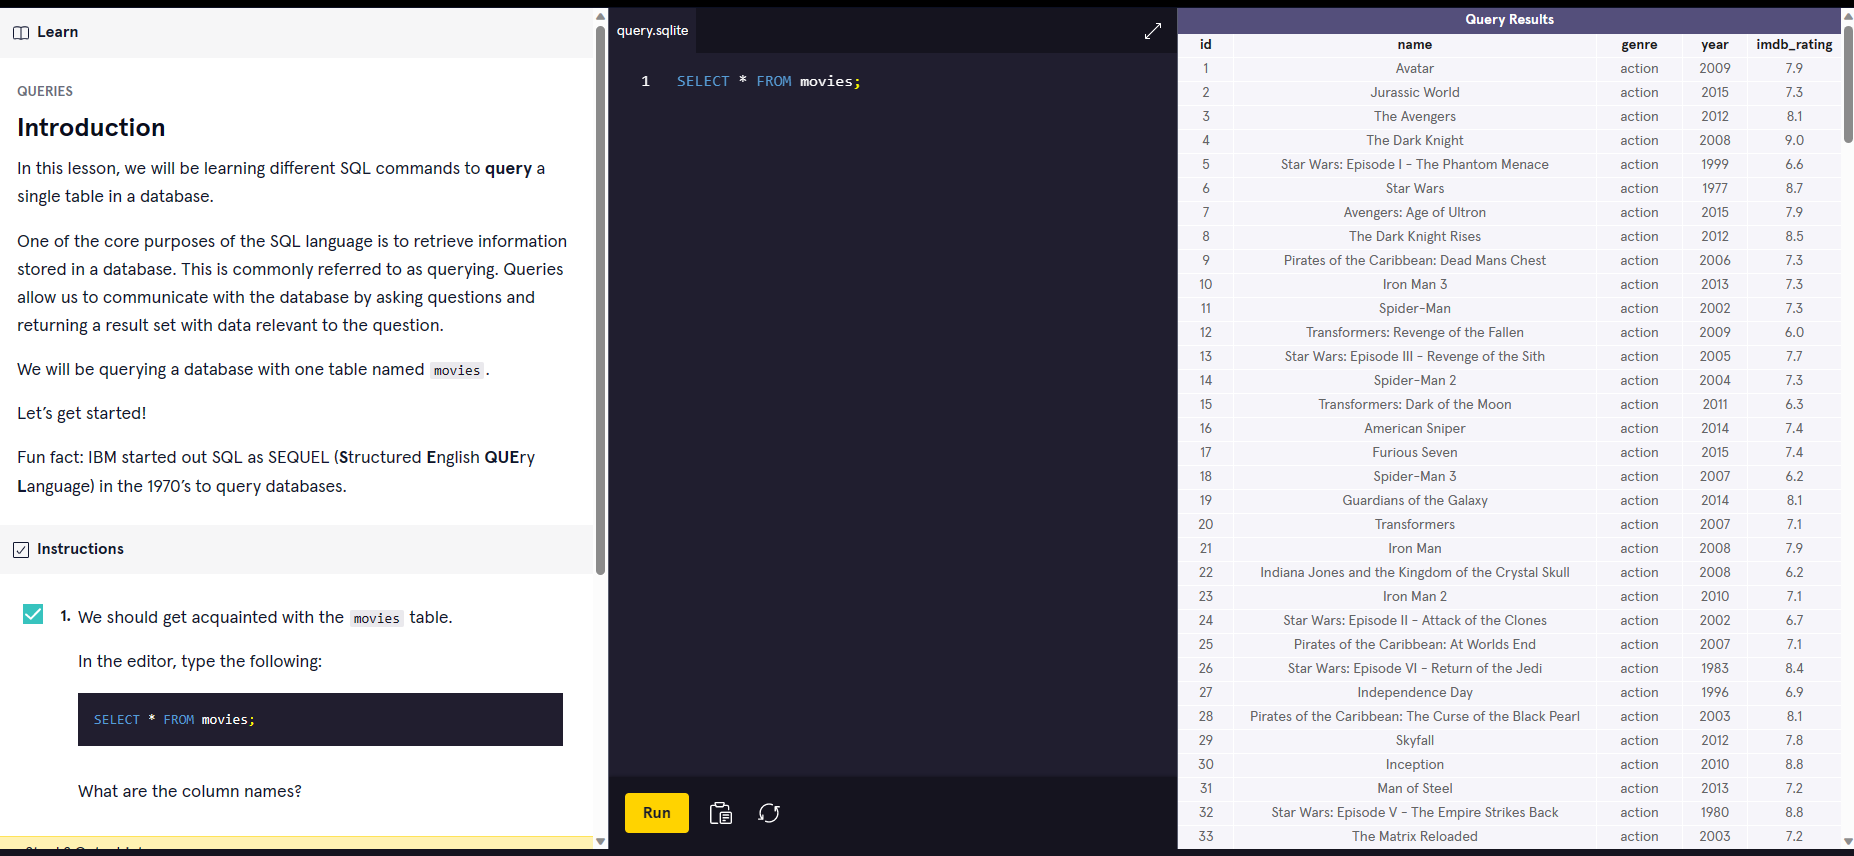 Learn
QUERIES
Introduction
In this lesson, we will be learning different SQL commands to query a
single table in a database.
One of the core purposes of the SQL language is to retrieve information
stored in a database. This is commonly referred to as querying. Queries
allow us to communicate with the database by asking questions and
returning a result set with data relevant to the question.
We will be querying a database with one table named movies.
Let’s get started!
Fun fact: IBM started out SQL as SEQUEL (Structured English QUEry
Language) in the 1970’s to query databases.
Instructions
1. We should get acquainted with the movies table.
In the editor, type the following:
SELECT * FROM movies;
What are the column names?
query.sqlite
1 SELECT * FROM movies;
Run
Query Results
id name genre year imdb_rating
1 Avatar action 2009 7.9
2 Jurassic World action 2015 7.3
3 The Avengers action 2012 8.1
4 The Dark Knight action 2008 9.0
5 Star Wars: Episode I - The Phantom Menace action 1999 6.6
6 Star Wars action 1977 8.7
7 Avengers: Age of Ultron action 2015 7.9
8 The Dark Knight Rises action 2012 8.5
9 Pirates of the Caribbean: Dead Mans Chest action 2006 7.3
10 Iron Man 3 action 2013 7.3
11 Spider-Man action 2002 7.3
12 Transformers: Revenge of the Fallen action 2009 6.0
13 Star Wars: Episode III - Revenge of the Sith action 2005 7.7
14 Spider-Man 2 action 2004 7.3
15 Transformers: Dark of the Moon action 2011 6.3
16 American Sniper action 2014 7.4
17 Furious Seven action 2015 7.4
18 Spider-Man 3 action 2007 6.2
19 Guardians of the Galaxy action 2014 8.1
20 Transformers action 2007 7.1
21 Iron Man action 2008 7.9
22 Indiana Jones and the Kingdom of the Crystal Skull action 2008 6.2
23 Iron Man 2 action 2010 7.1
24 Star Wars: Episode II - Attack of the Clones action 2002 6.7
25 Pirates of the Caribbean: At Worlds End action 2007 7.1
26 Star Wars: Episode VI - Return of the Jedi action 1983 8.4
27 Independence Day action 1996 6.9
28 Pirates of the Caribbean: The Curse of the Black Pearl action 2003 8.1
29 Skyfall action 2012 7.8
30 Inception action 2010 8.8
31 Man of Steel action 2013 7.2
32 Star Wars: Episode V - The Empire Strikes Back action 1980 8.8
33 The Matrix Reloaded action 2003 7.2